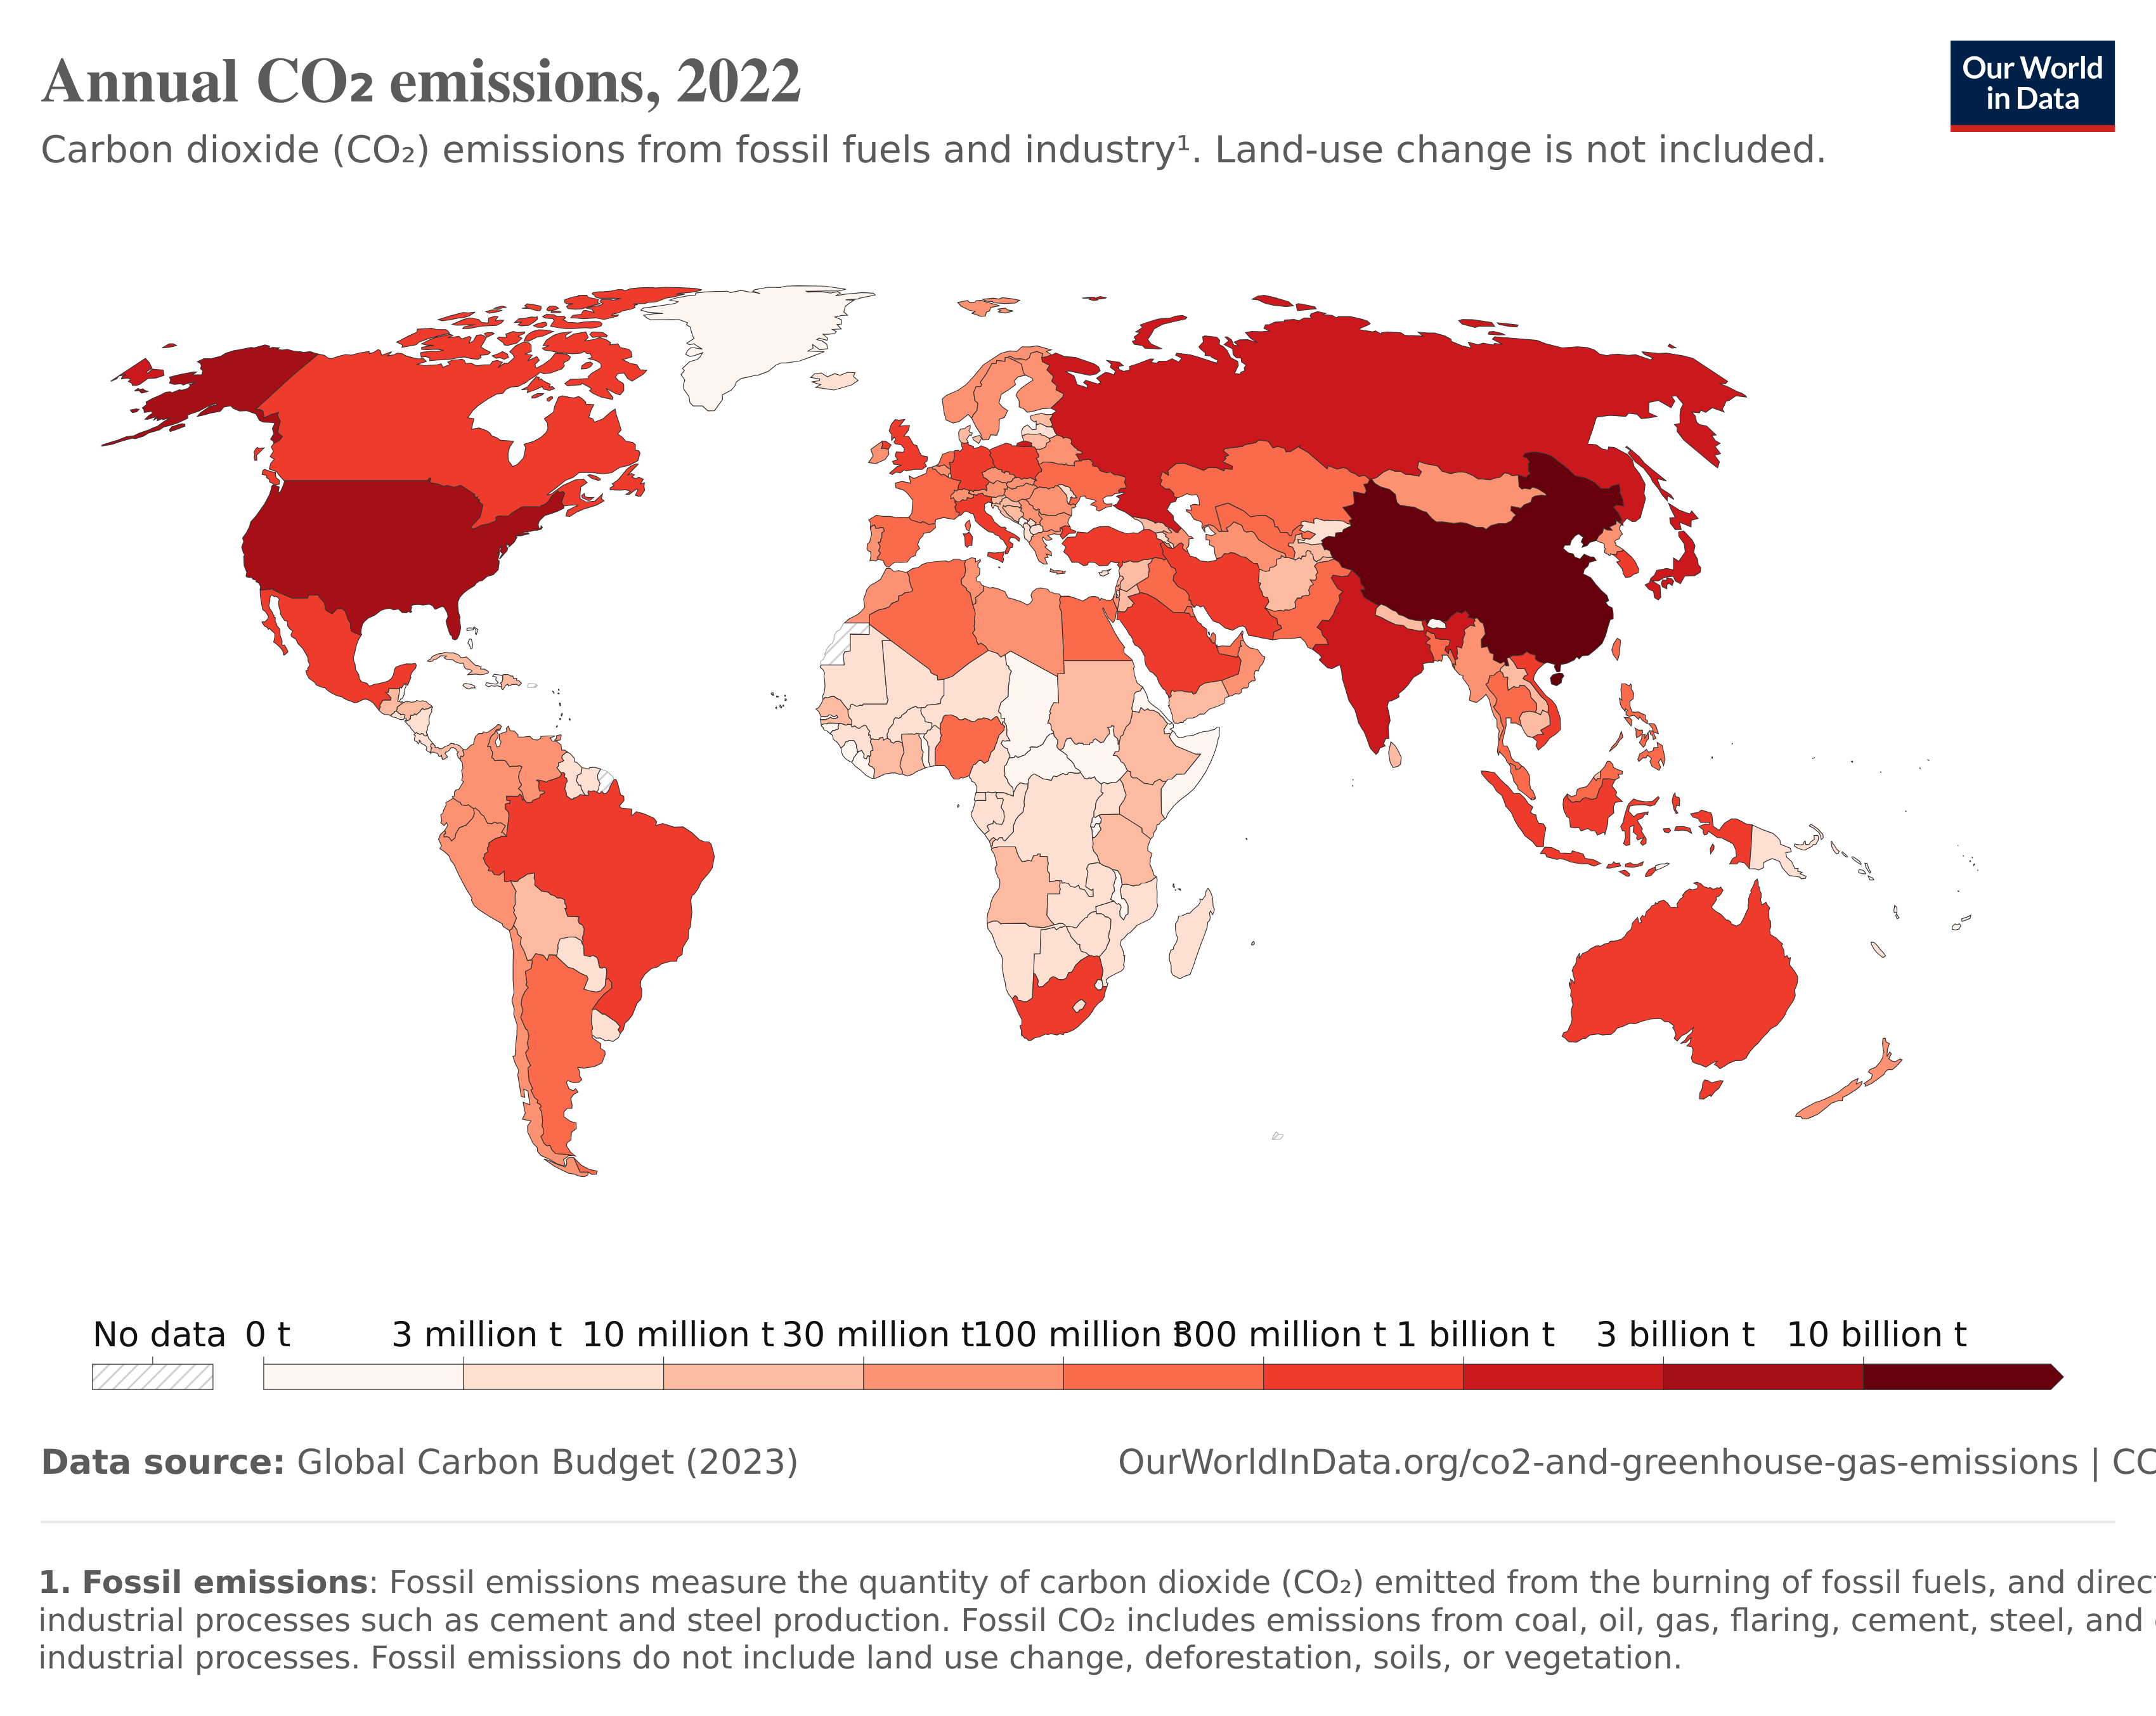 Annual CO₂ emissions, 2022
Our World
in Data
Carbon dioxide (CO₂) emissions from fossil fuels and industry¹. Land-use change is not included.
No data 0 t 3 million t 10 million t 30 million t 100 million t 300 million t 1 billion t 3 billion t 10 billion t
Data source: Global Carbon Budget (2023) OurWorldInData.org/co2-and-greenhouse-gas-emissions | CC
1. Fossil emissions: Fossil emissions measure the quantity of carbon dioxide (CO₂) emitted from the burning of fossil fuels, and
industrial processes such as cement and steel production. Fossil CO₂ includes emissions from coal, oil, gas, flaring, cement, steel, and
industrial processes. Fossil emissions do not include land use change, deforestation, soils, or vegetation.